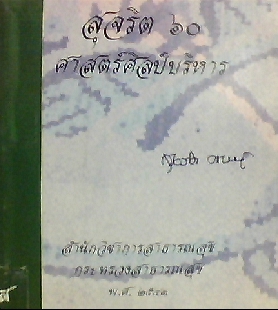 สุจริต ๖๐
ศาสตร์ศิลป์บริหาร
สำนักวิชาการสาธารณสุข
กระทรวงสาธารณสุข
พ.ศ.